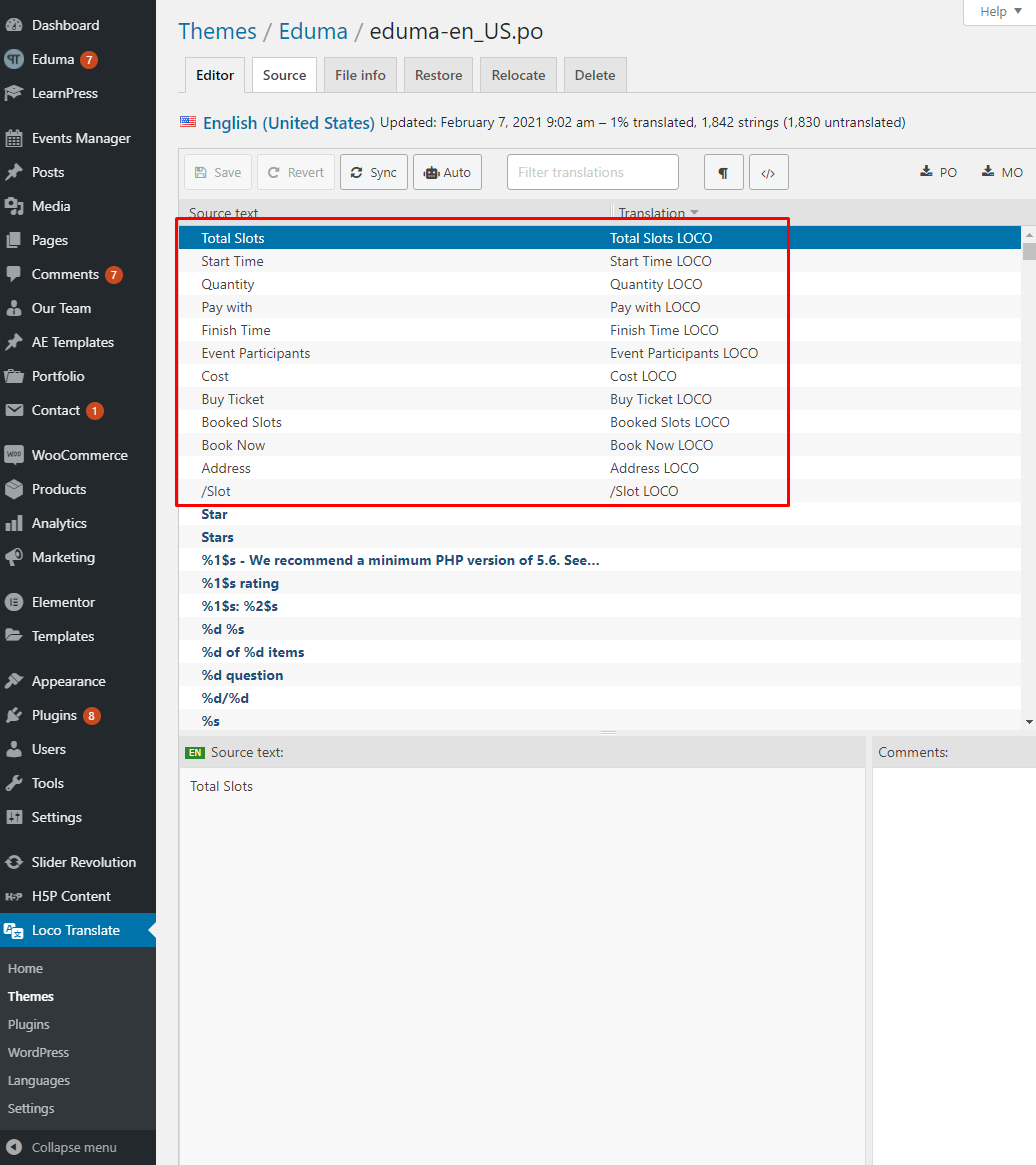 Help
Dashboard
Eduma 7
LearnPress
Events Manager
Posts
Media
Pages
Comments 7
Our Team
AE Templates
Portfolio
Contact 1
WOO WooCommerce
Products
Analytics
Marketing
Elementor
Templates
Appearance
Plugins 8
Users
Tools
Settings
Slider Revolution
H5P H5P Content
Loco Translate
Home
Themes
Plugins
WordPress
Languages
Settings
Collapse menu
Themes / Eduma / eduma-en_US.po
Editor Source File info Restore Relocate Delete
English (United States) Updated: February 7, 2021 9:02 am – 1% translated, 1,842 strings (1,830 untranslated)
Save Revert Sync Auto Filter translations ¶ </> PO MO
Source text Translation
Total Slots Total Slots LOCO
Start Time Start Time LOCO
Quantity Quantity LOCO
Pay with Pay with LOCO
Finish Time Finish Time LOCO
Event Participants Event Participants LOCO
Cost Cost LOCO
Buy Ticket Buy Ticket LOCO
Booked Slots Booked Slots LOCO
Book Now Book Now LOCO
Address Address LOCO
/Slot /Slot LOCO
Star
Stars
%1$s - We recommend a minimum PHP version of 5.6. See...
%1$s rating
%1$s: %2$s
%d %s
%d of %d items
%d question
%d/%d
%s
EN Source text:
Total Slots
Comments: